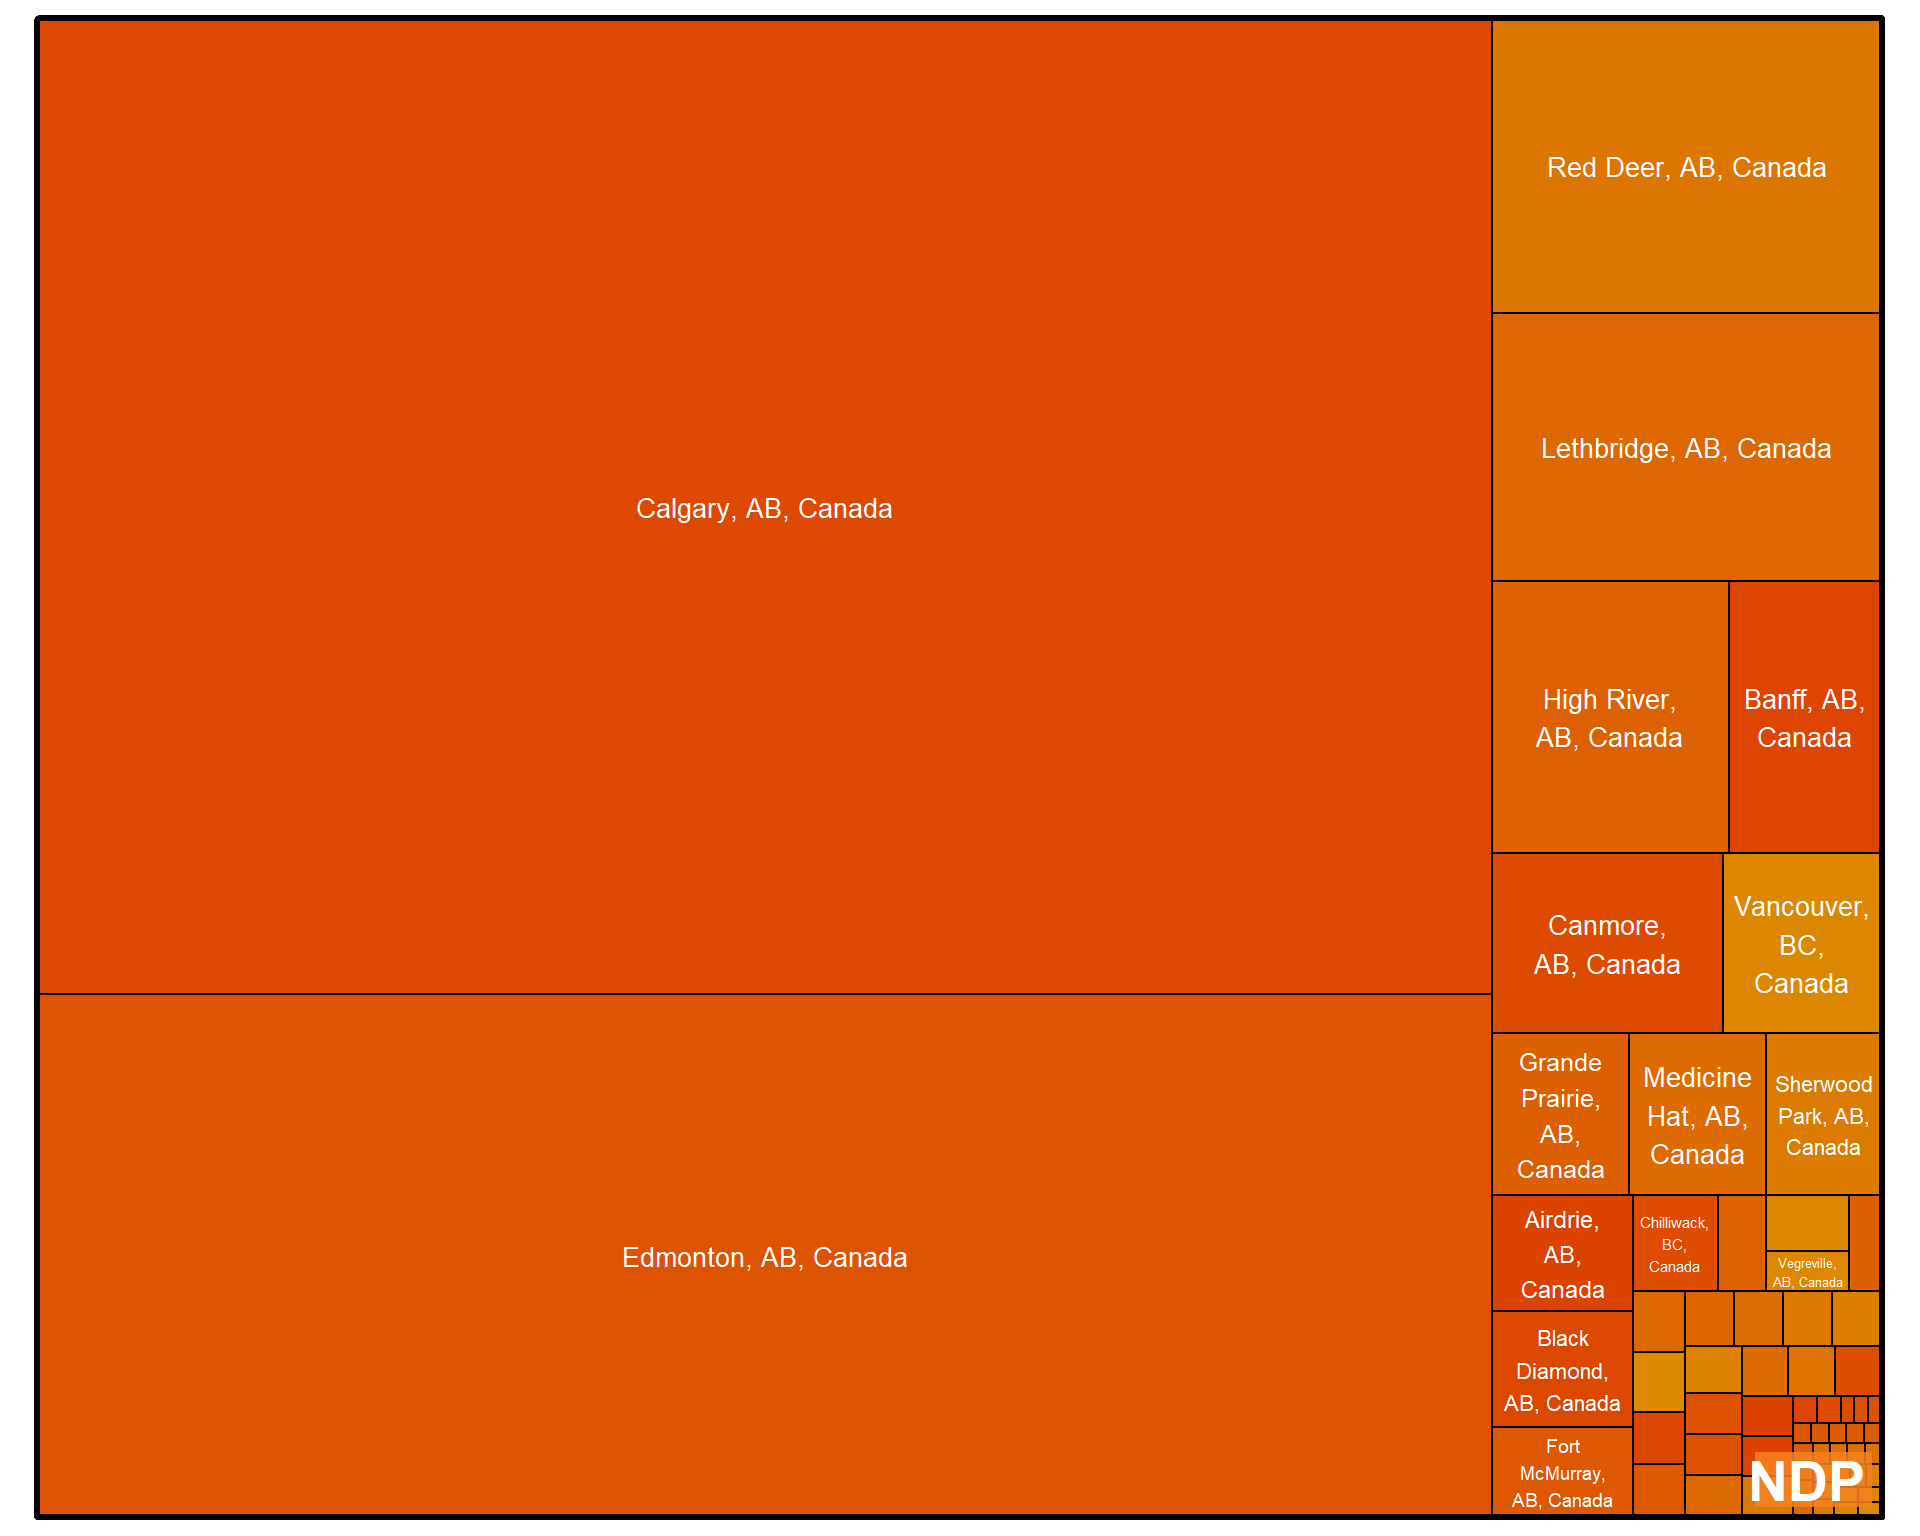 Calgary, AB, Canada
Edmonton, AB, Canada
Red Deer, AB, Canada
Lethbridge, AB, Canada
High River,
AB, Canada
Banff, AB,
Canada
Canmore,
AB, Canada
Vancouver,
BC,
Canada
Grande
Prairie,
AB,
Canada
Medicine
Hat, AB,
Canada
Sherwood
Park, AB,
Canada
Airdrie,
AB,
Canada
Chilliwack,
BC,
Canada
Vegreville,
AB, Canada
Black
Diamond,
AB, Canada
Fort
McMurray,
AB, Canada
NDP